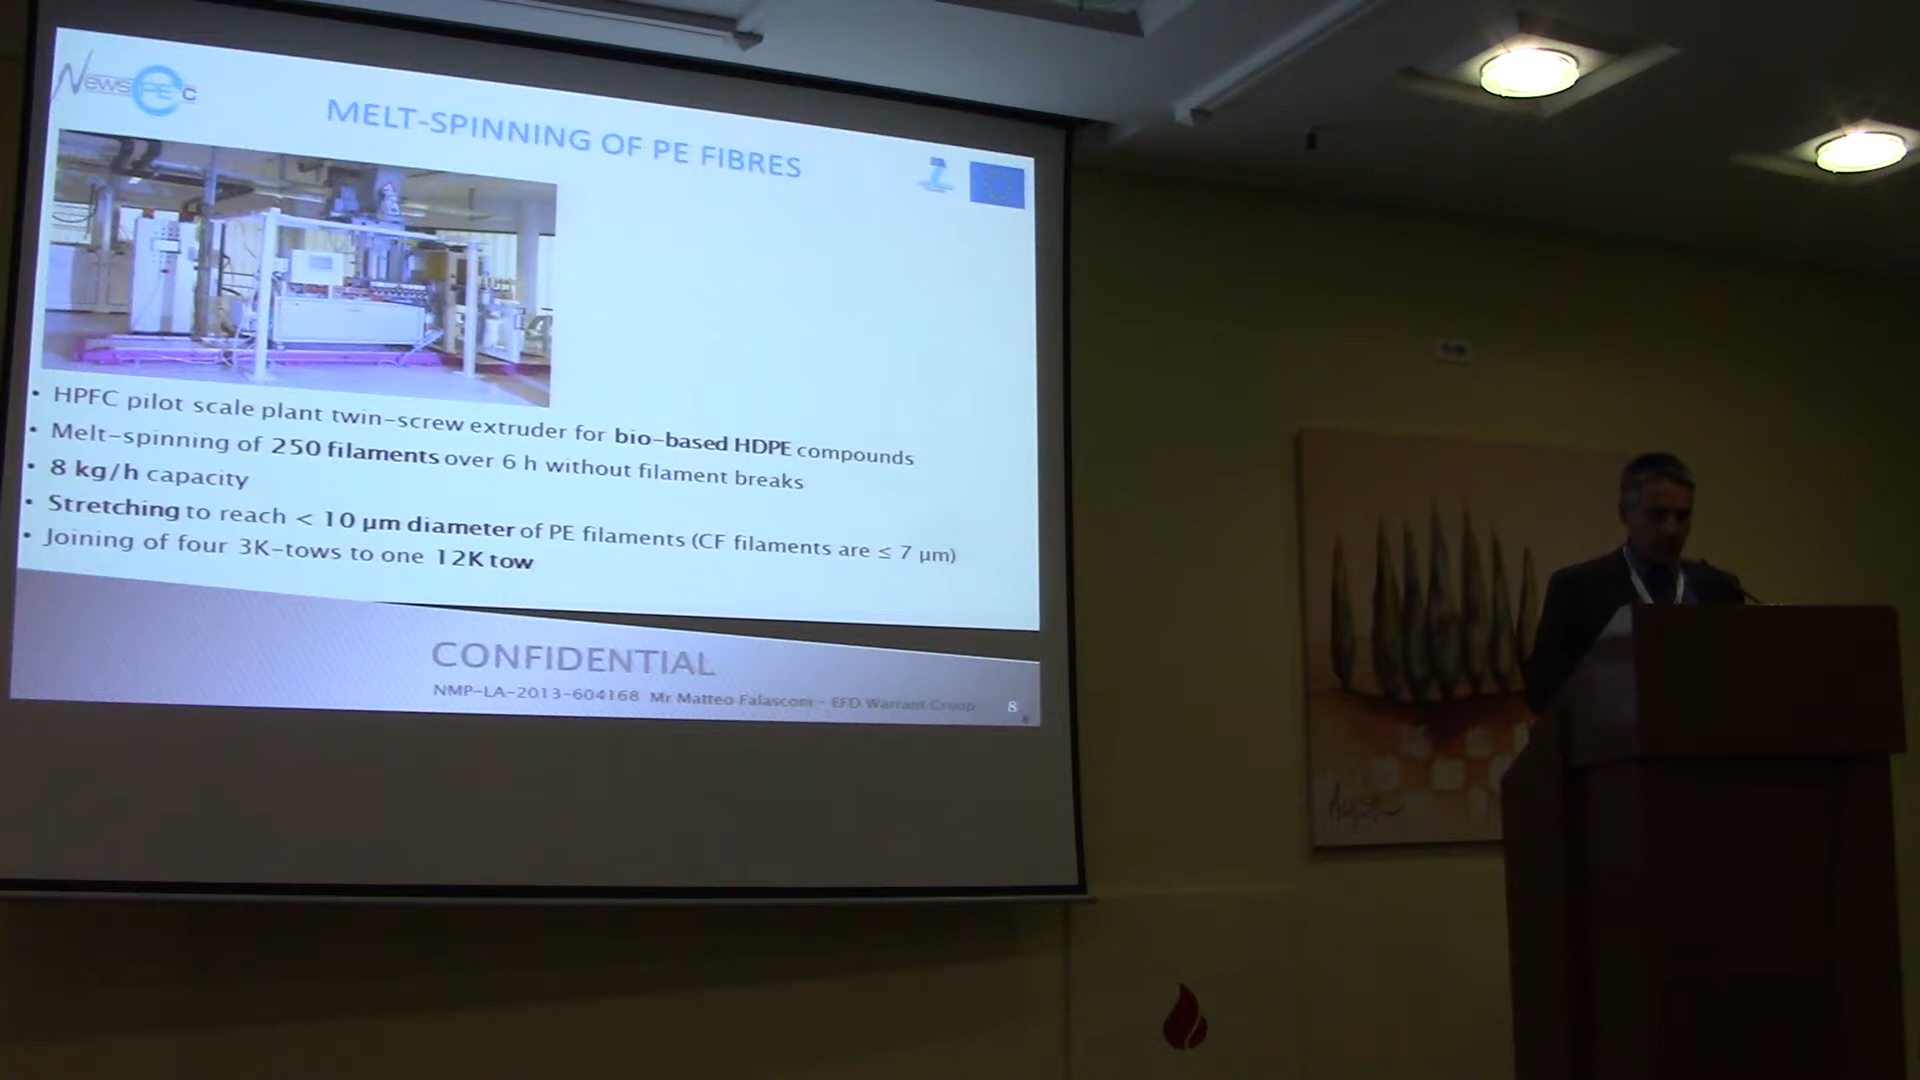 NewsPEc
MELT-SPINNING OF PE FIBRES
• HPFC pilot scale plant twin-screw extruder for bio-based HDPE compounds
• Melt-spinning of 250 filaments over 6 h without filament breaks
• 8 kg/h capacity
• Stretching to reach < 10 µm diameter of PE filaments (CF filaments are ≤ 7 µm)
• Joining of four 3K-tows to one 12K tow
CONFIDENTIAL
NMP-LA-2013-604168 Mr Matteo Falasconi - EFD Warrant Group
8